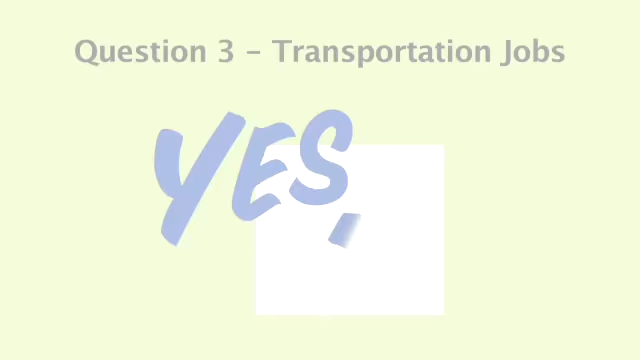 Question 3 – Transportation Jobs
YES